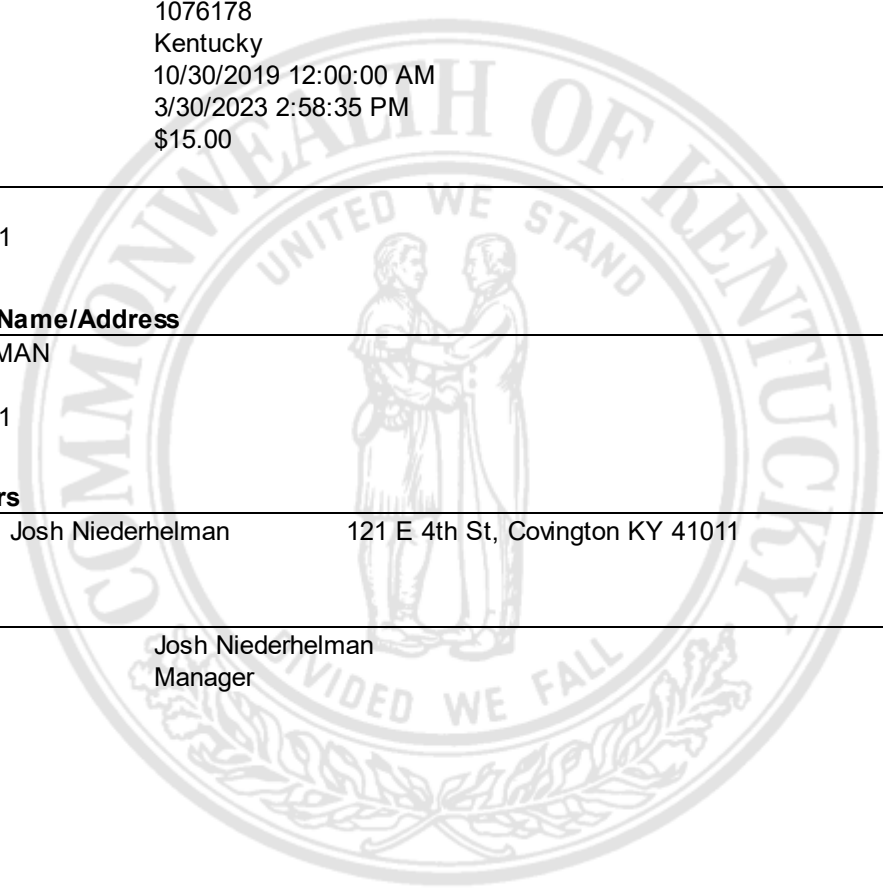 1076178
Kentucky
10/30/2019 12:00:00 AM
3/30/2023 2:58:35 PM
$15.00
1
Name/Address
MAN
1
rs
Josh Niederhelman 121 E 4th St, Covington KY 41011
Josh Niederhelman
Manager
COMMONWEALTH OF KENTUCKY
UNITED WE STAND
DIVIDED WE FALL